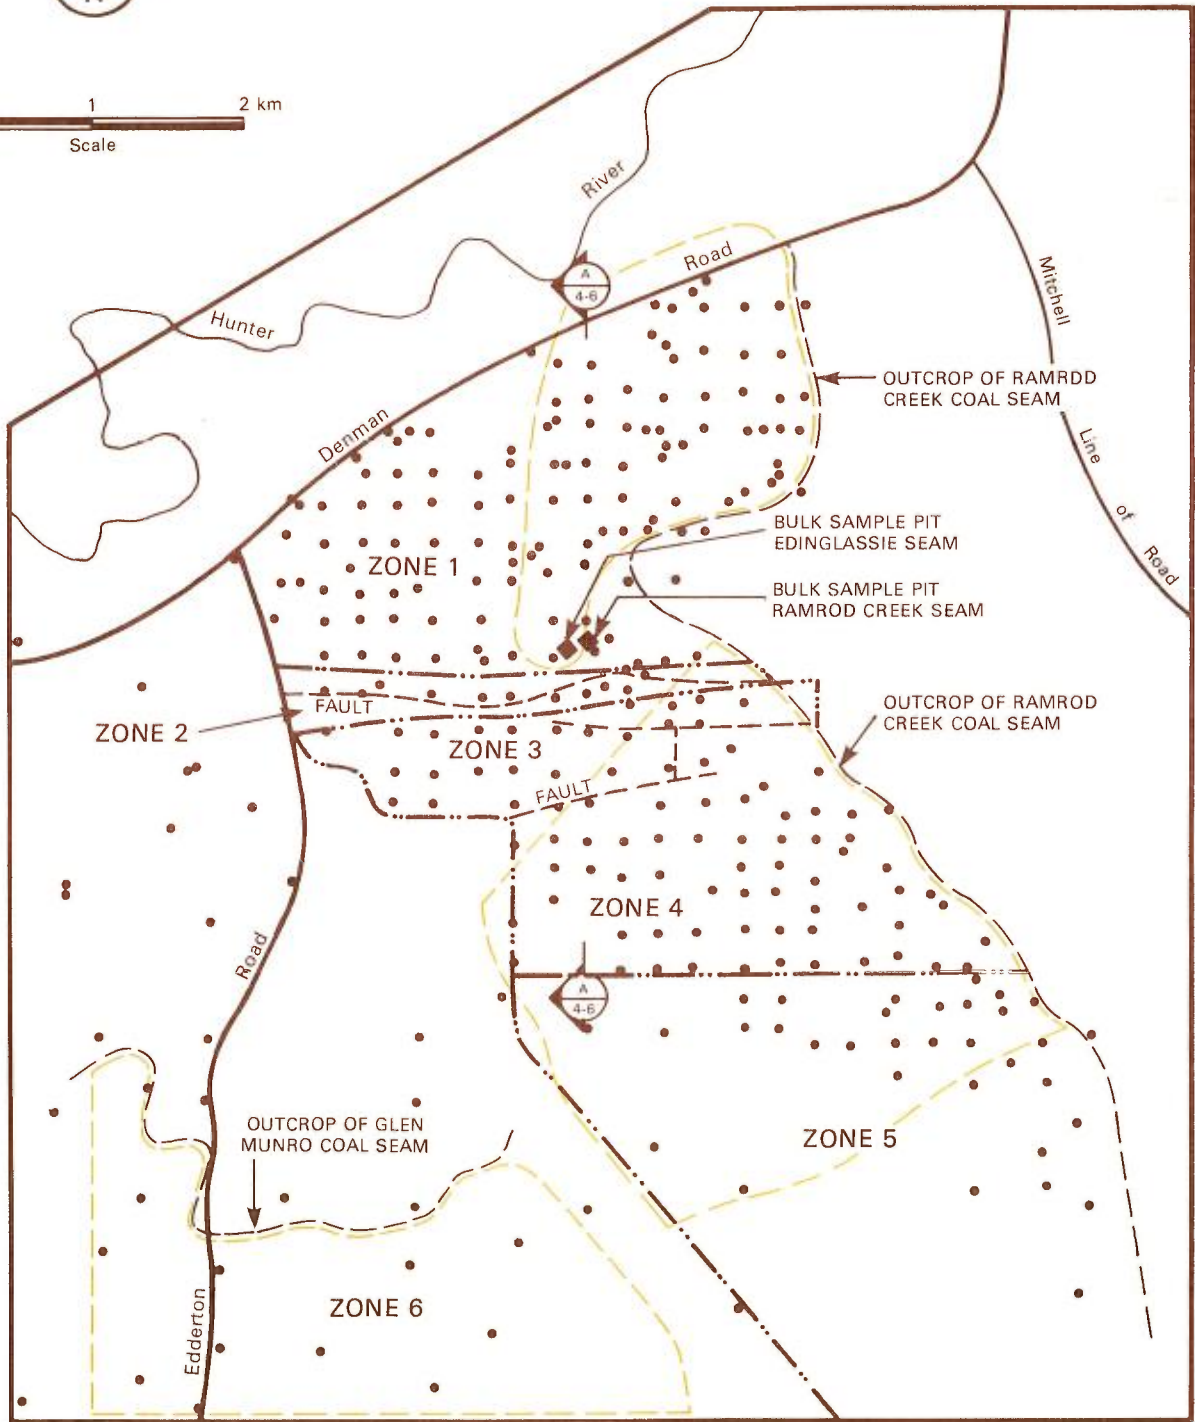 1
2 km
Scale
River
Road
A
4-6
Hunter
Mitchell
Line
of
Road
Denman
OUTCROP OF RAMRDD
CREEK COAL SEAM
BULK SAMPLE PIT
EDINGLASSIE SEAM
ZONE 1
BULK SAMPLE PIT
RAMROD CREEK SEAM
FAULT
OUTCROP OF RAMROD
CREEK COAL SEAM
ZONE 2
ZONE 3
FAULT
ZONE 4
Road
A
4-6
OUTCROP OF GLEN
MUNRO COAL SEAM
ZONE 5
ZONE 6
Edderton